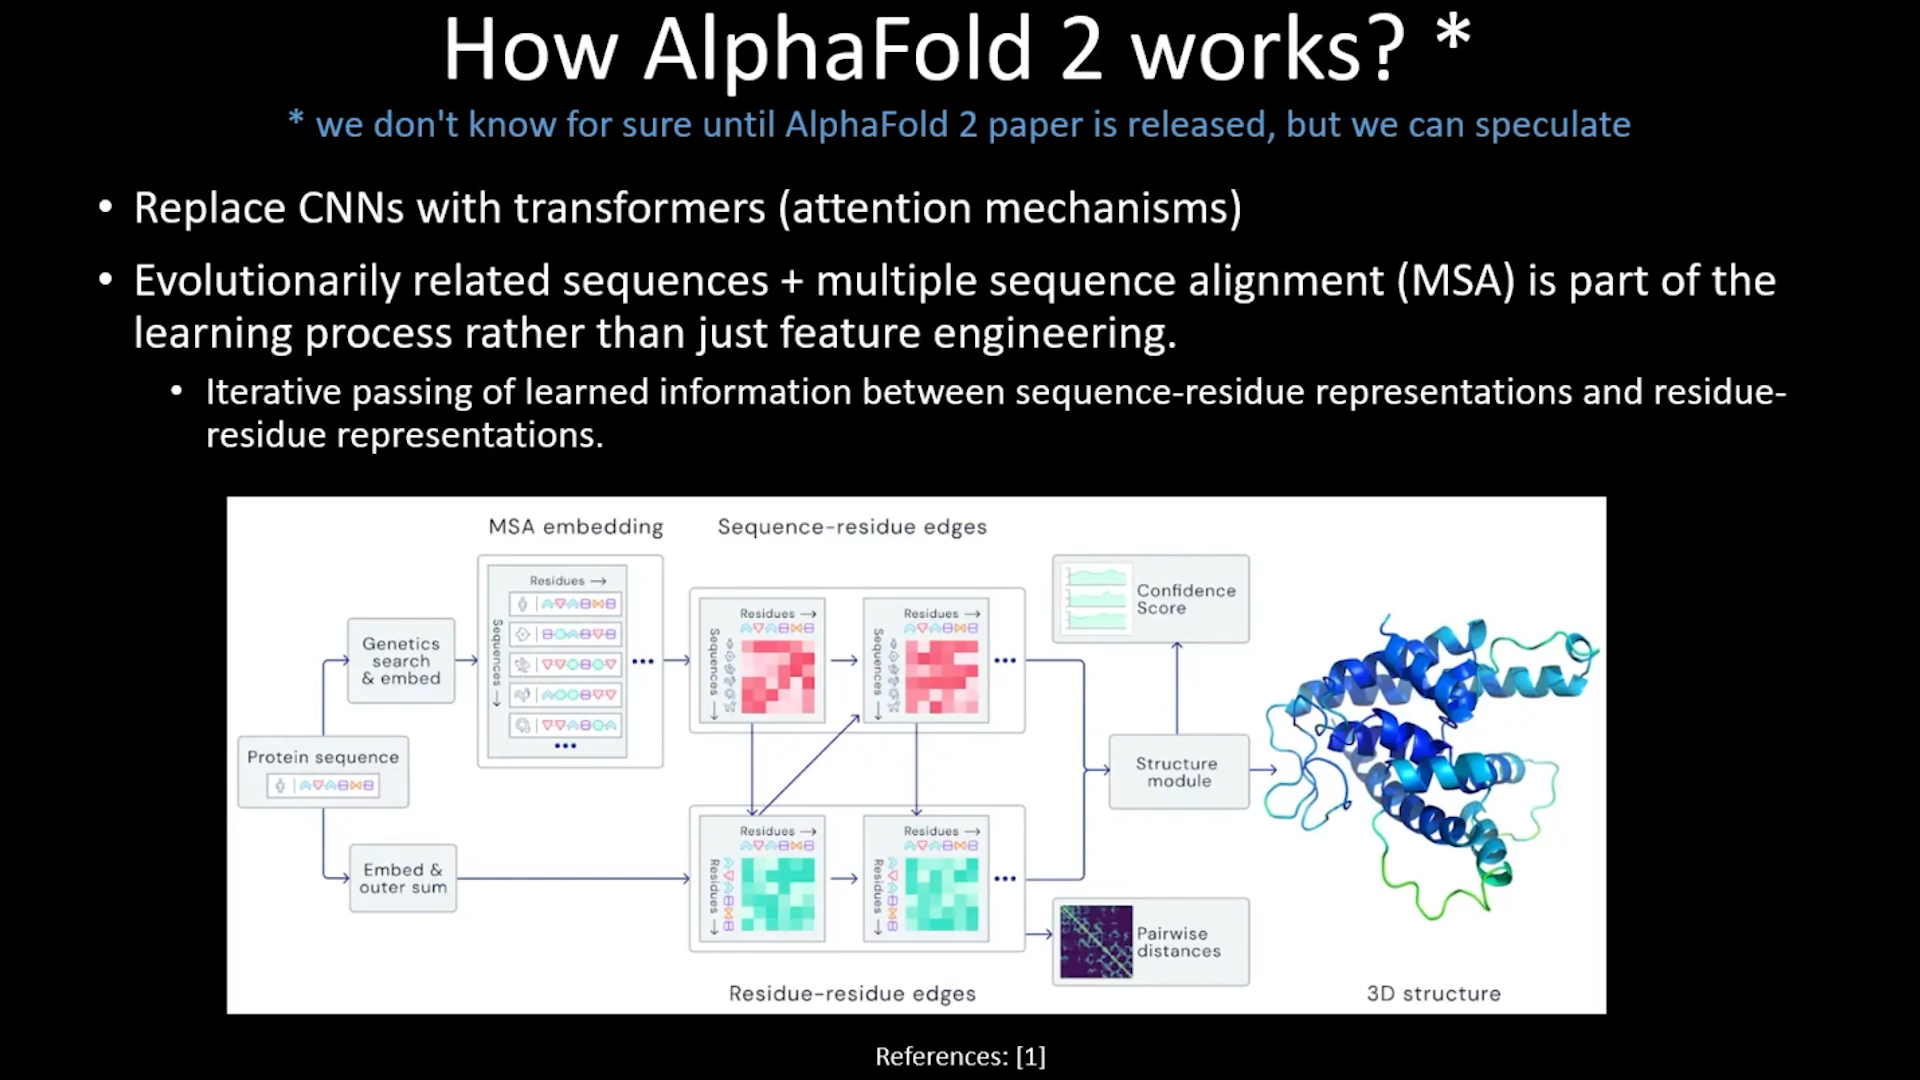 How AlphaFold 2 works? *
* we don't know for sure until AlphaFold 2 paper is released, but we can speculate
• Replace CNNs with transformers (attention mechanisms)
• Evolutionarily related sequences + multiple sequence alignment (MSA) is part of the
learning process rather than just feature engineering.
• Iterative passing of learned information between sequence-residue representations and residue-
residue representations.
MSA embedding
Sequence-residue edges
Residues →
Sequences →
Genetics
search
& embed
Protein sequence
Embed &
outer sum
Residues →
Sequences →
Residues →
Sequences →
Residues →
Residues →
Residues →
Residues →
Residue-residue edges
Confidence
Score
Structure
module
Pairwise
distances
3D structure
References: [1]